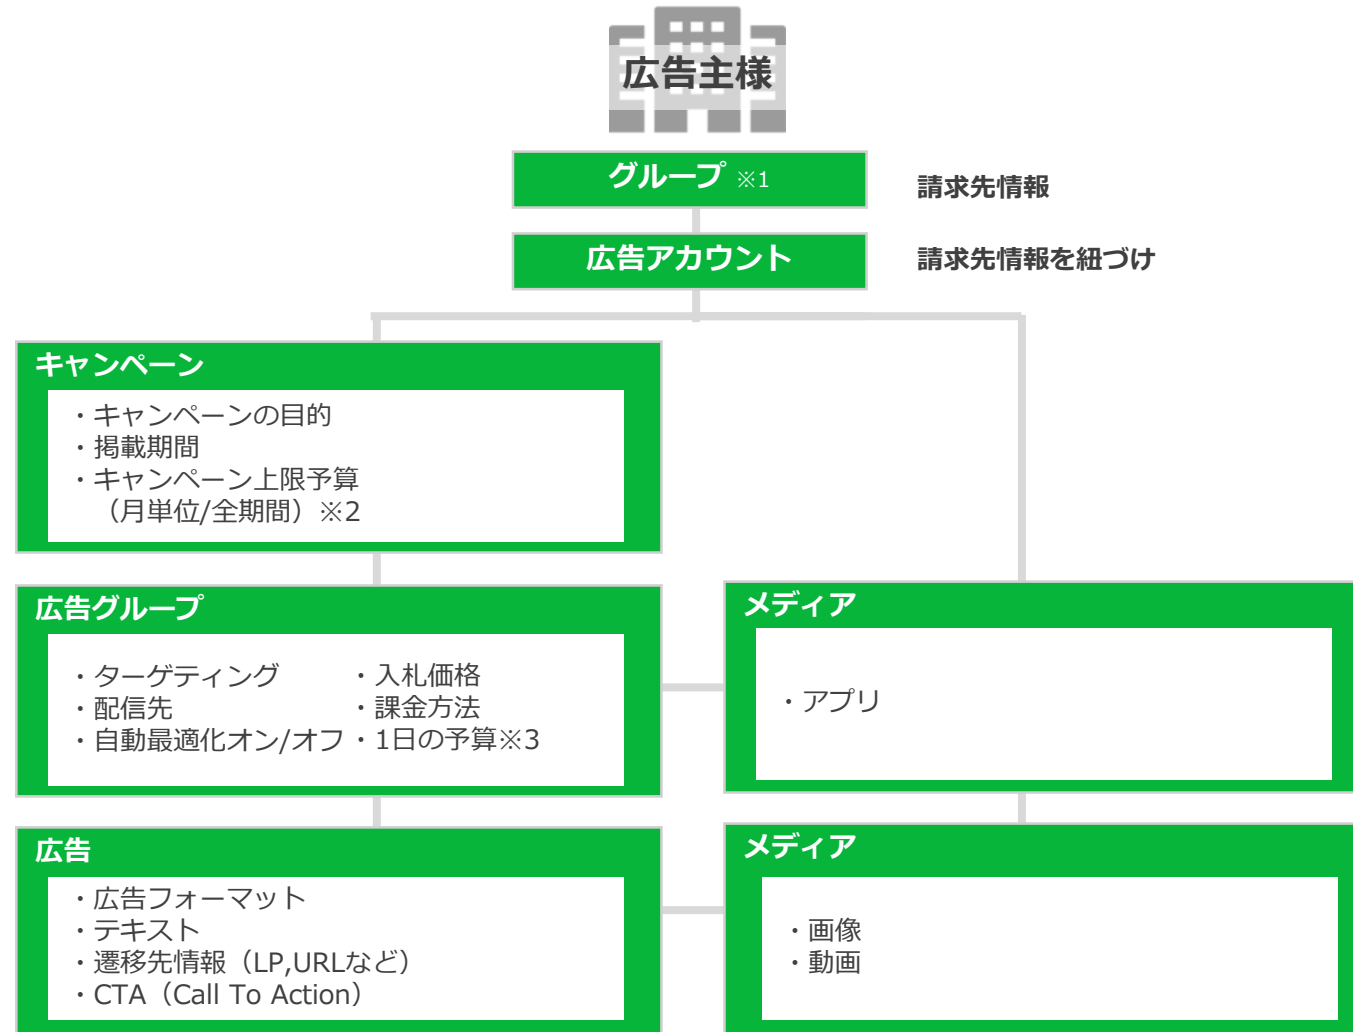 広告主様
グループ ※1
請求先情報
広告アカウント
請求先情報を紐づけ
キャンペーン
・キャンペーンの目的
・掲載期間
・キャンペーン上限予算
（月単位/全期間）※2
広告グループ
・ターゲティング
・配信先
・自動最適化オン/オフ
・入札価格
・課金方法
・1日の予算※3
メディア
・アプリ
広告
・広告フォーマット
・テキスト
・遷移先情報（LP,URLなど）
・CTA（Call To Action）
メディア
・画像
・動画